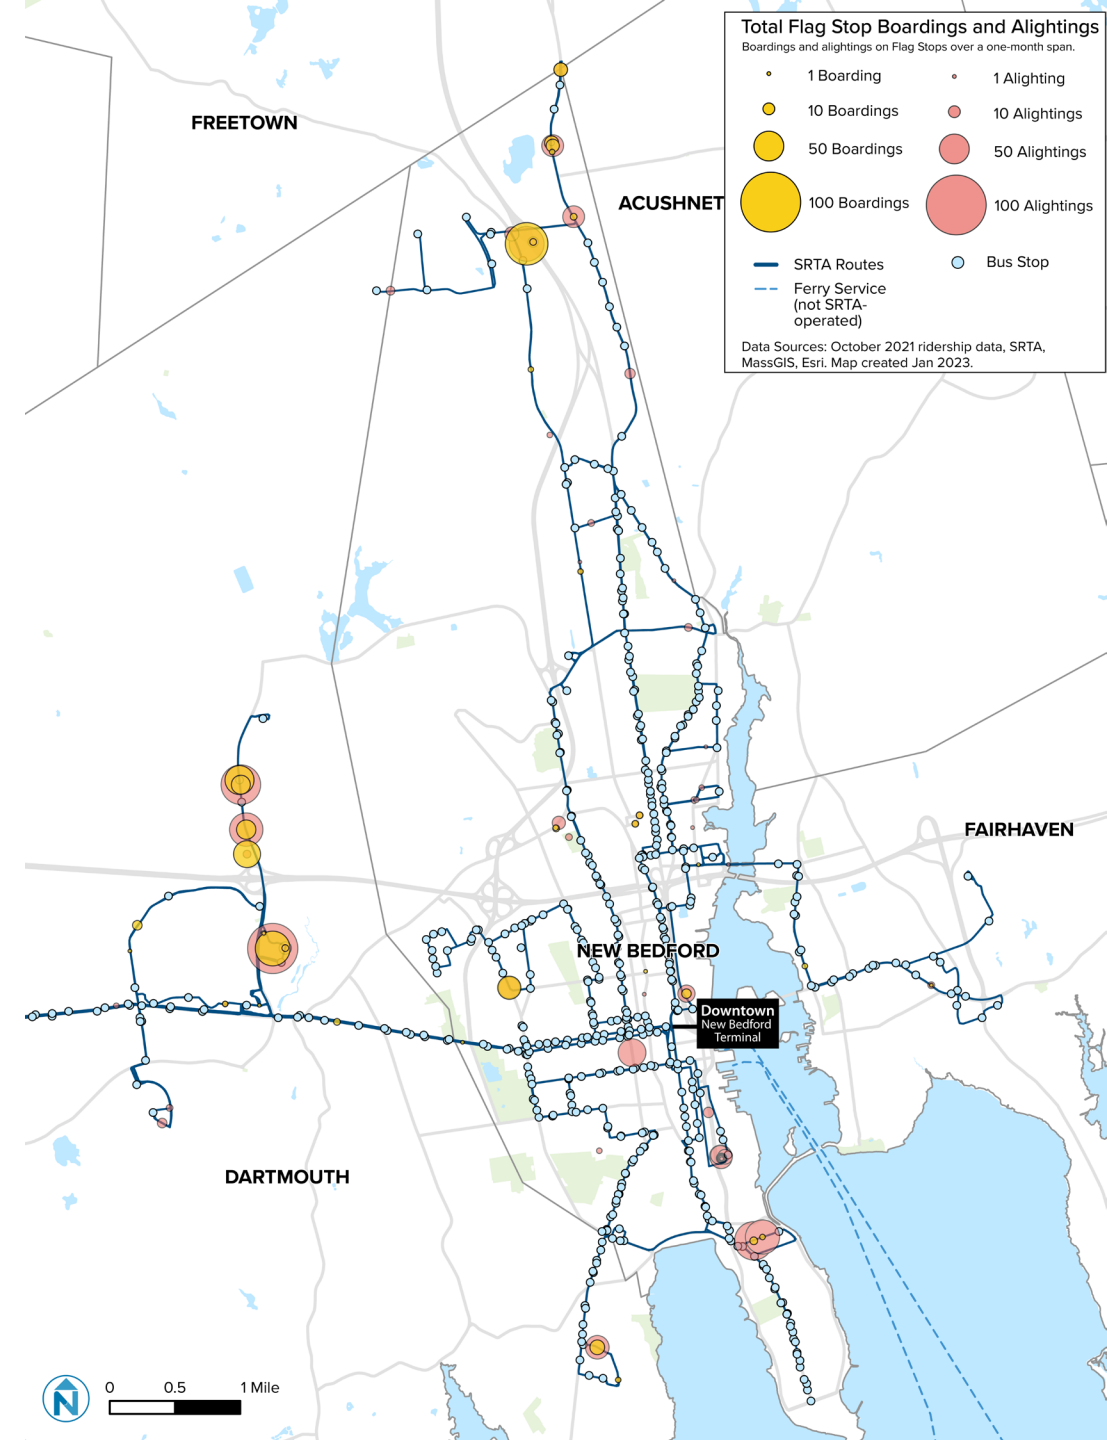 Total Flag Stop Boardings and Alightings
Boardings and alightings on Flag Stops over a one-month span.
1 Boarding
1 Alighting
10 Boardings
10 Alightings
50 Boardings
50 Alightings
100 Boardings
100 Alightings
SRTA Routes
Bus Stop
Ferry Service
(not SRTA-
operated)
Data Sources: October 2021 ridership data, SRTA,
MassGIS, Esri. Map created Jan 2023.
FREETOWN
ACUSHNET
FAIRHAVEN
NEW BEDFORD
Downtown
New Bedford
Terminal
DARTMOUTH
N
0 0.5 1 Mile